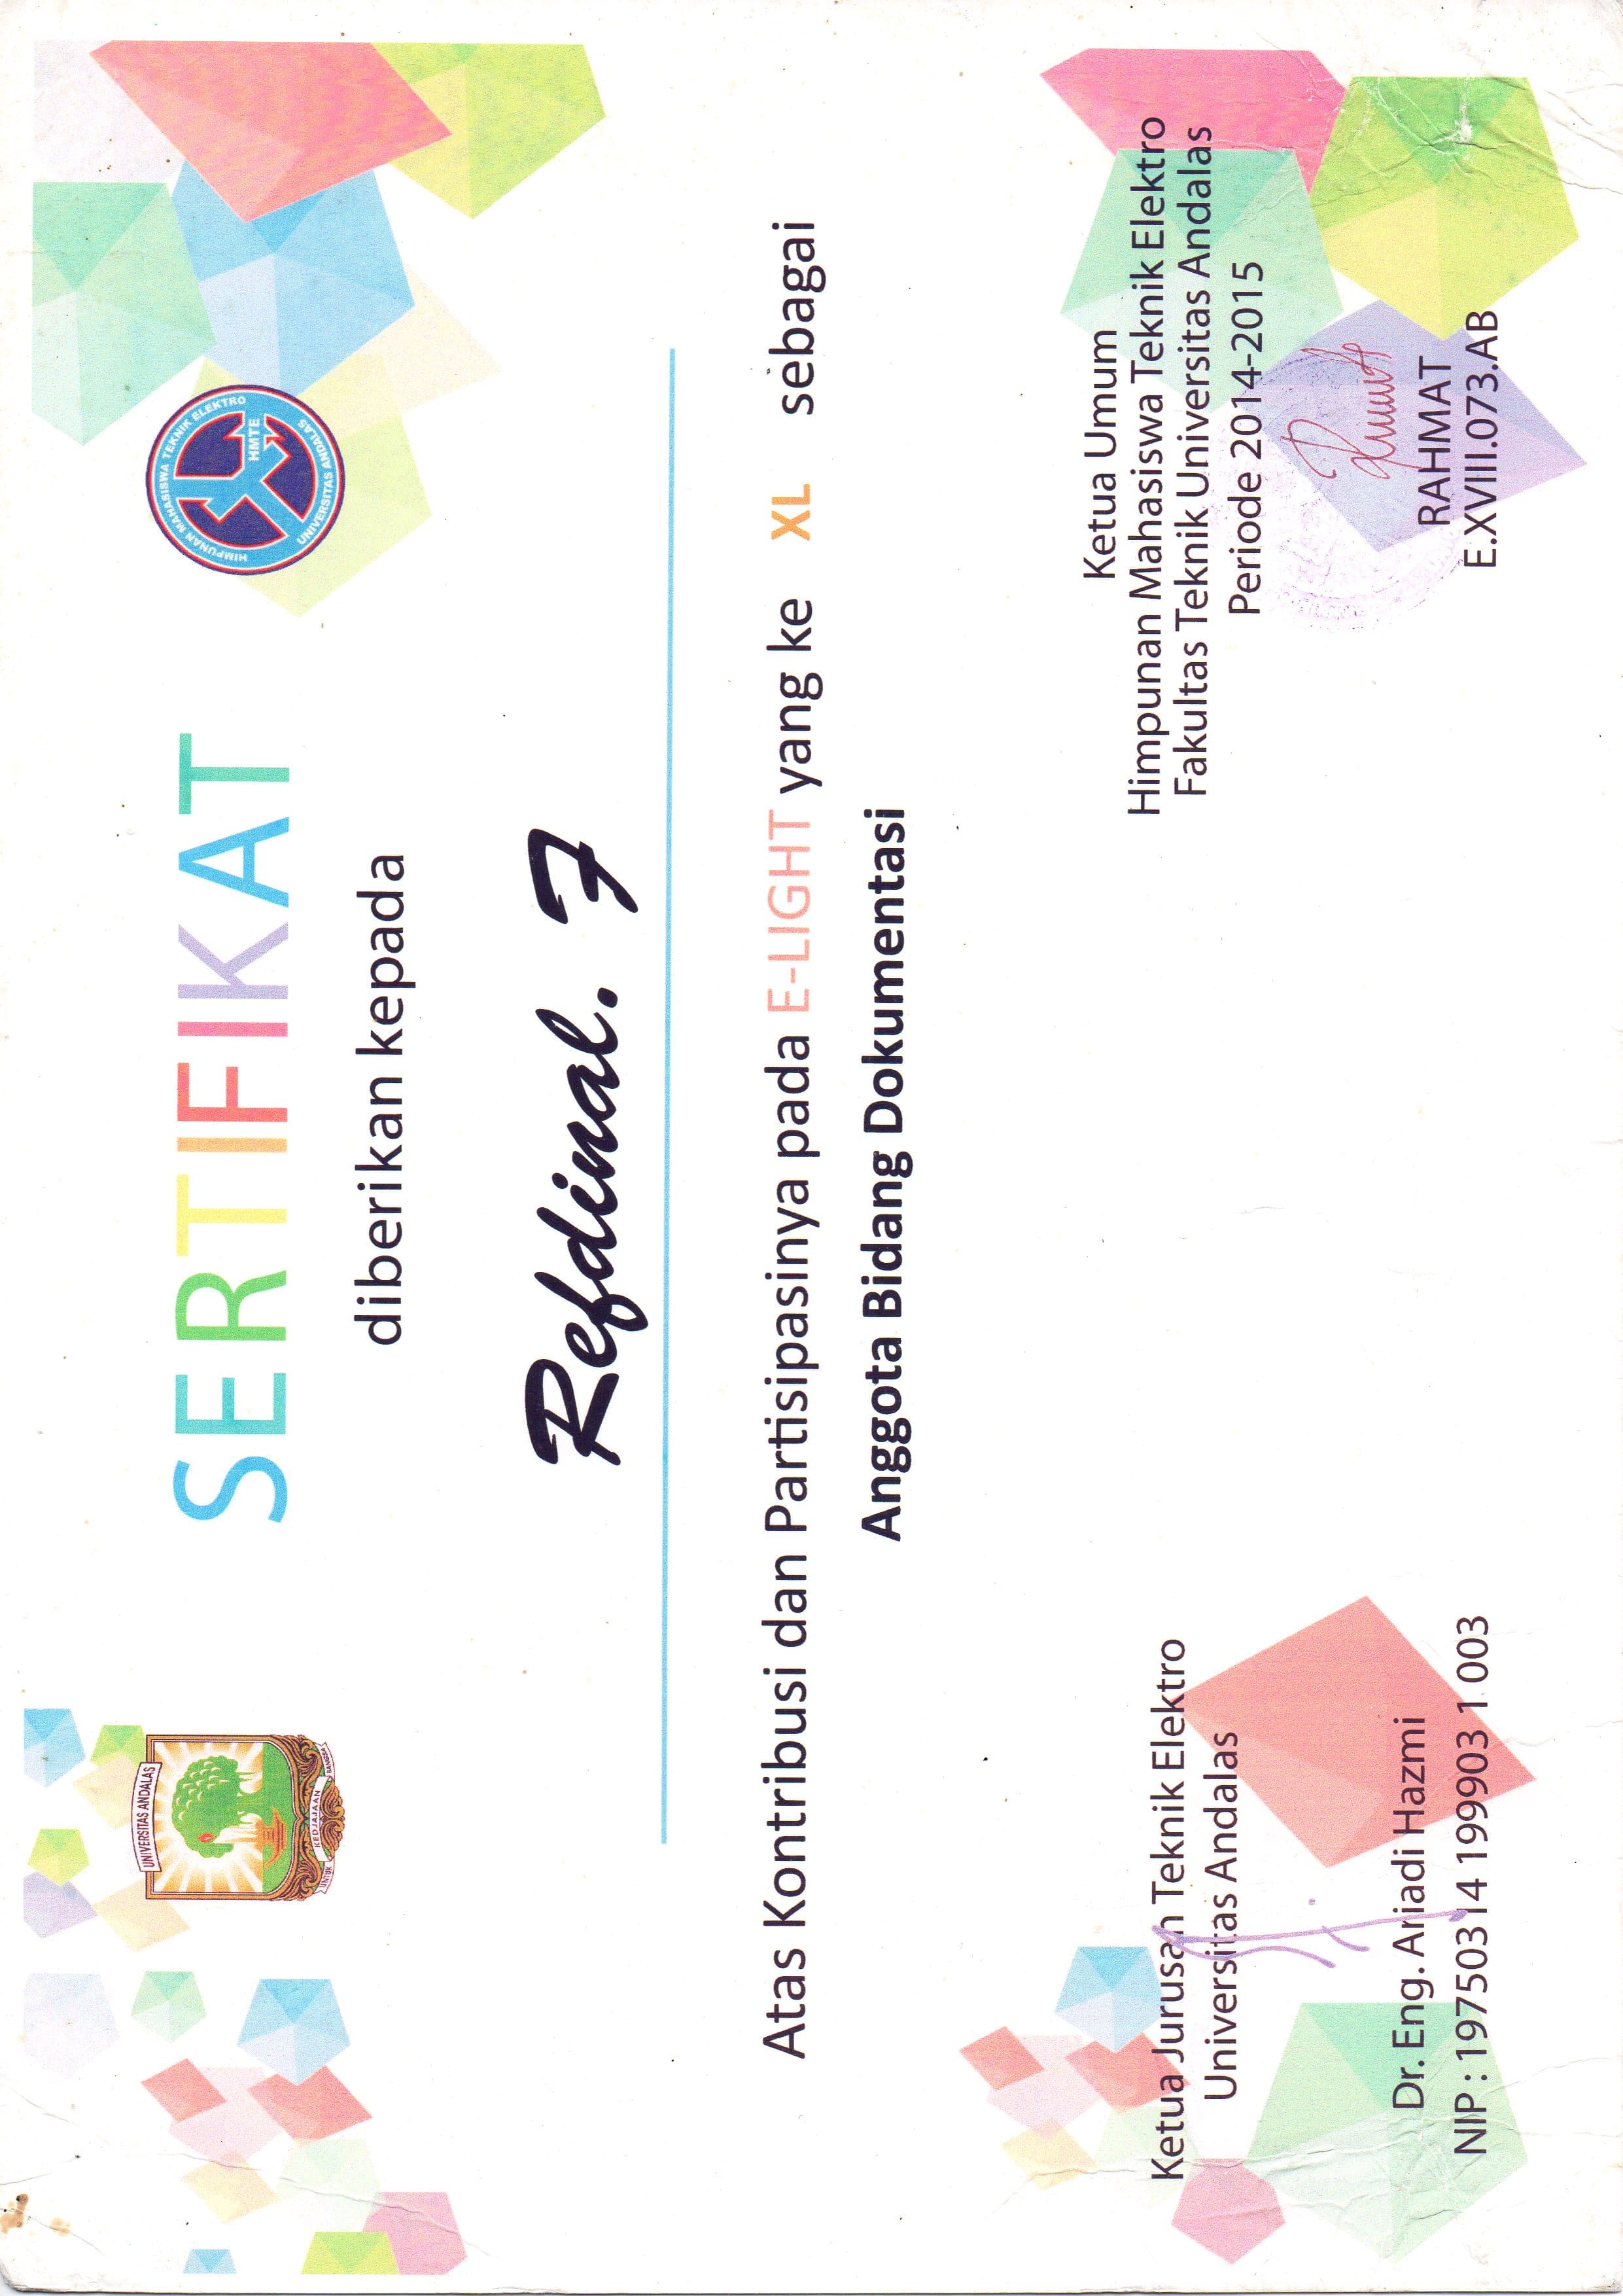 UNIVERSITAS ANDALAS
UNTUK KEDJAJAAN BANGSA
SERTIFIKAT
HIMPUNAN MAHASISWA TEKNIK ELEKTRO
HMTE
UNIVERSITAS ANDALAS
diberikan kepada
Refdinal. F
Atas Kontribusi dan Partisipasinya pada E-LIGHT yang ke XL sebagai
Anggota Bidang Dokumentasi
Ketua Jurusan Teknik Elektro
Universitas Andalas
Dr. Eng. Ariadi Hazmi
NIP : 19750314 199903 1 003
Ketua Umum
Himpunan Mahasiswa Teknik Elektro
Fakultas Teknik Universitas Andalas
Periode 2014-2015
RAHMAT
E.XVIII.073.AB